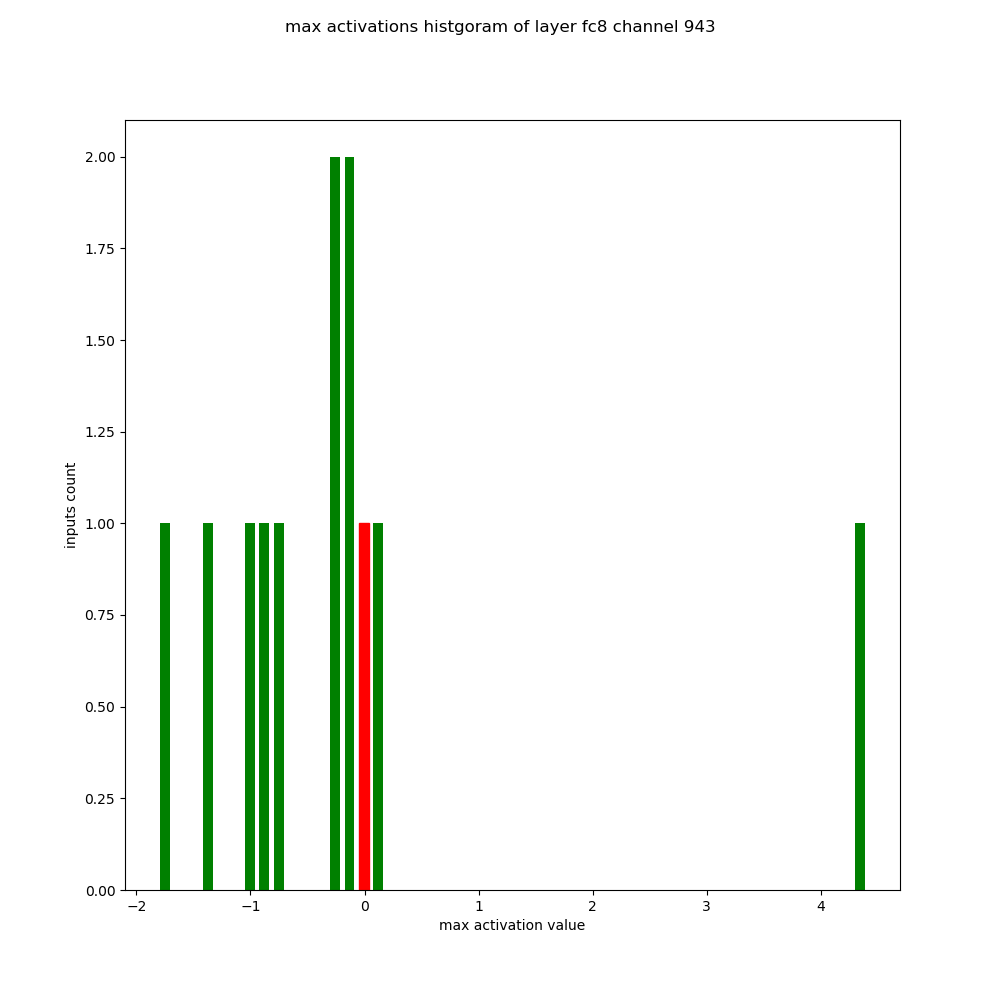 max activations histgoram of layer fc8 channel 943
2.00
1.75
1.50
1.25
1.00
0.75
0.50
0.25
0.00
inputs count
−2 −1 0 1 2 3 4
max activation value